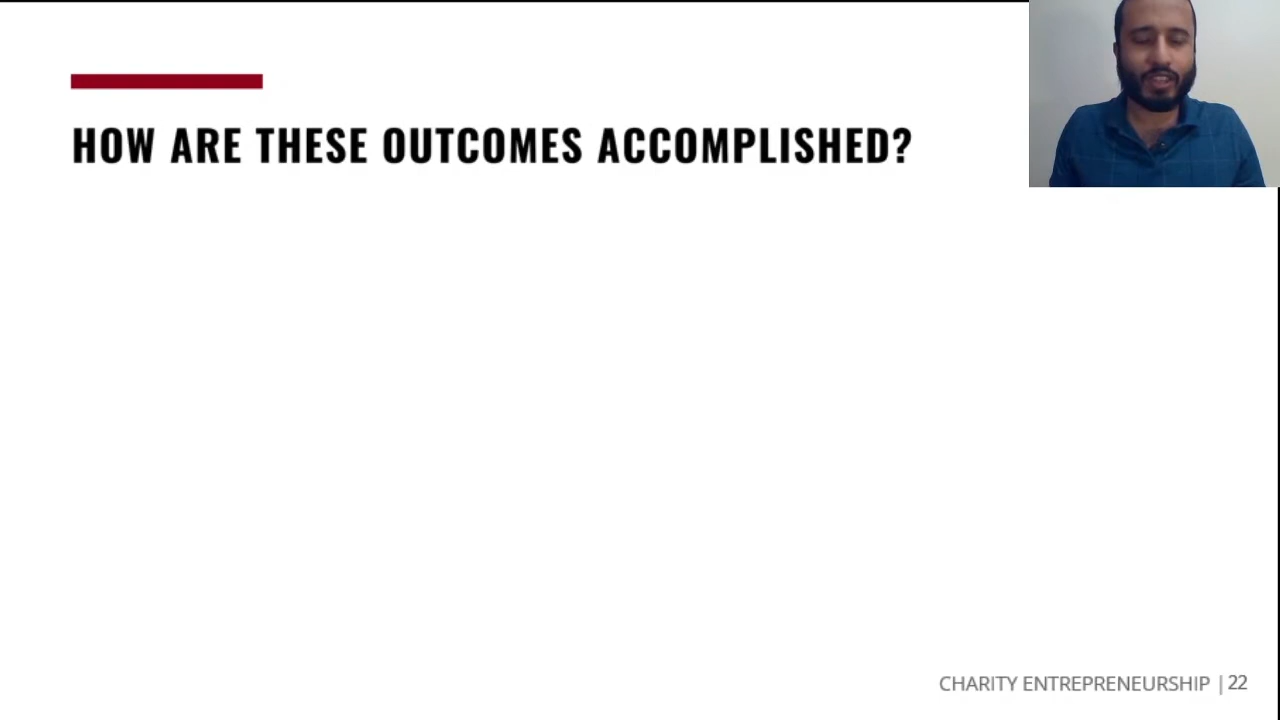 HOW ARE THESE OUTCOMES ACCOMPLISHED?
CHARITY ENTREPRENEURSHIP | 22